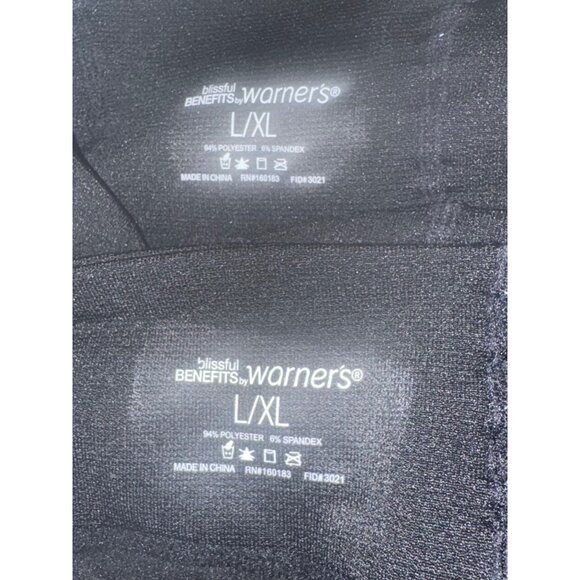 blissful
BENEFITS by warner's®
L/XL
94% POLYESTER 6% SPANDEX
MADE IN CHINA RN#160183 FID#3021
blissful
BENEFITS by warner's®
L/XL
94% POLYESTER 6% SPANDEX
MADE IN CHINA RN#160183 FID#3021